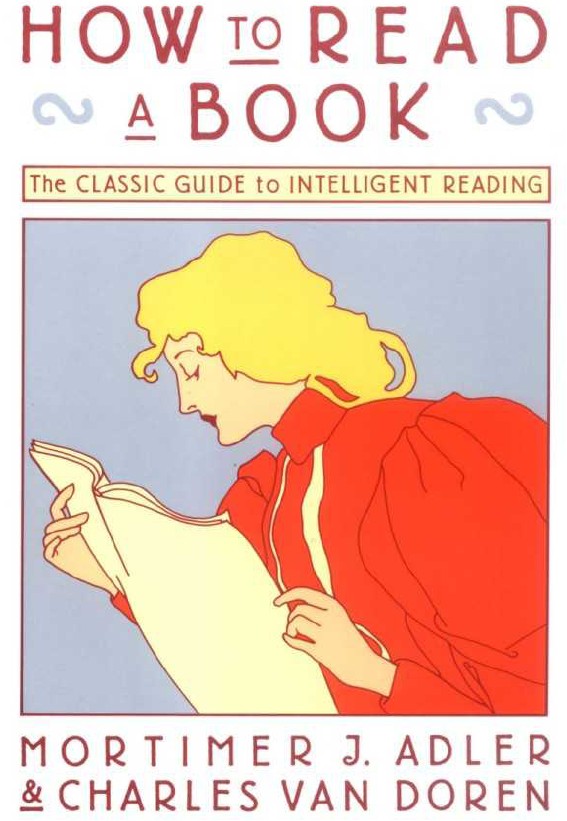 HOW TO READ
A BOOK
The CLASSIC GUIDE to INTELLIGENT READING
MORTIMER J. ADLER
& CHARLES VAN DOREN